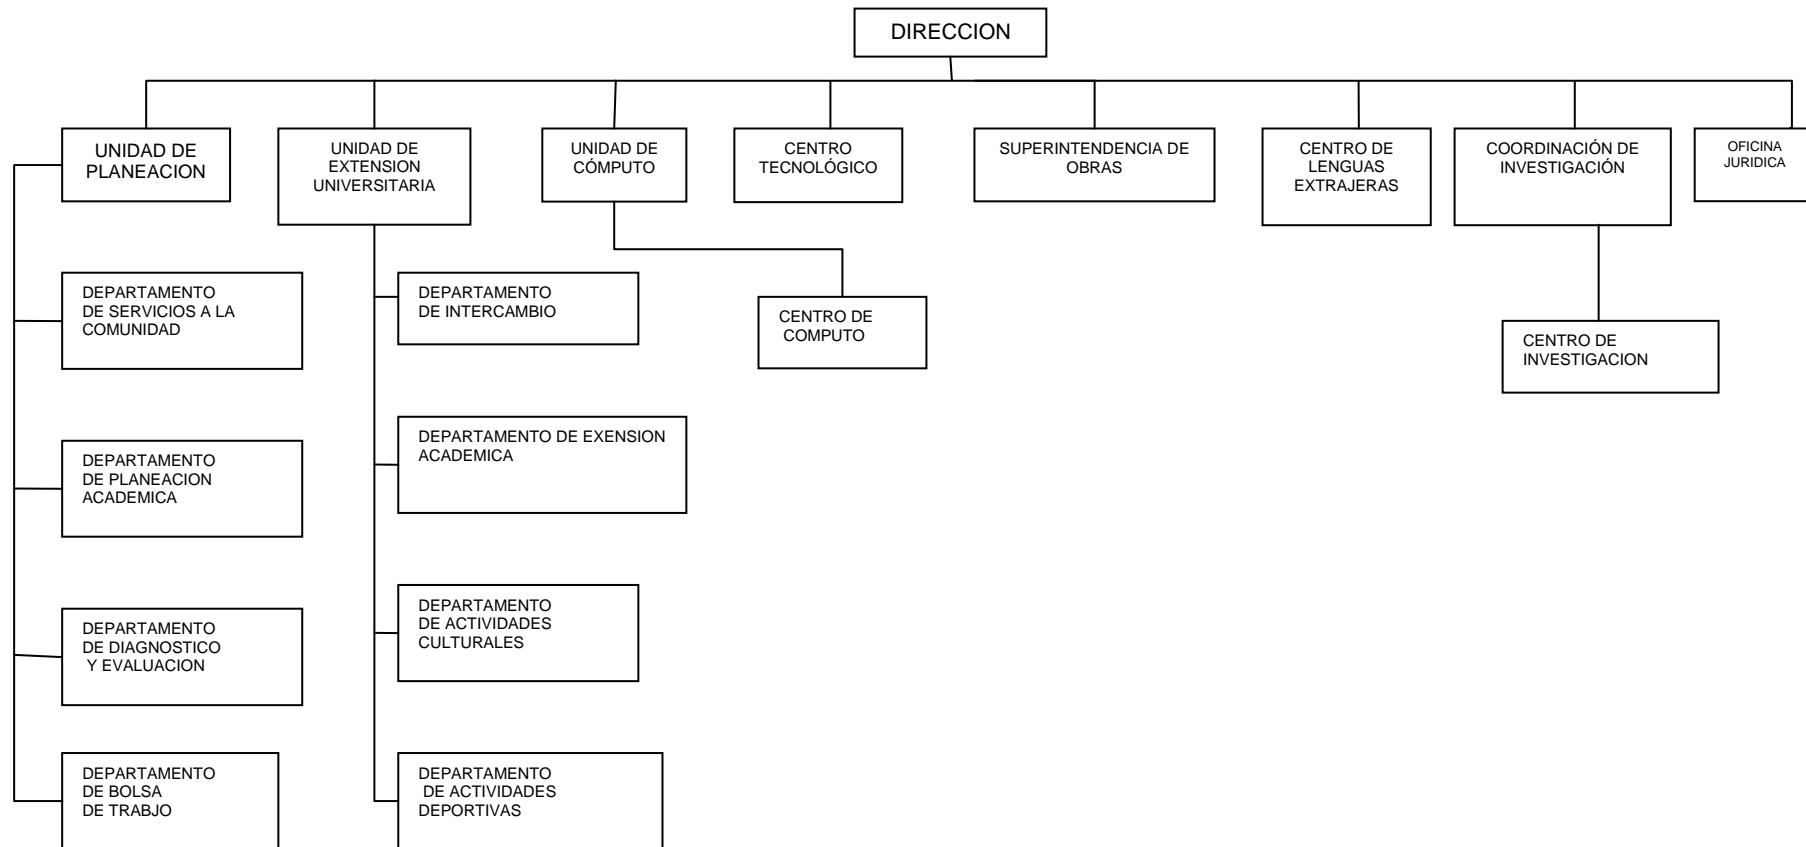 DIRECCION
UNIDAD DE
PLANEACION
UNIDAD DE
EXTENSION
UNIVERSITARIA
UNIDAD DE
CÓMPUTO
CENTRO
TECNOLÓGICO
SUPERINTENDENCIA DE
OBRAS
CENTRO DE
LENGUAS
EXTRAJERAS
COORDINACIÓN DE
INVESTIGACIÓN
OFICINA
JURIDICA
DEPARTAMENTO
DE SERVICIOS A LA
COMUNIDAD
DEPARTAMENTO
DE INTERCAMBIO
CENTRO DE
COMPUTO
CENTRO DE
INVESTIGACION
DEPARTAMENTO
DE PLANEACION
ACADEMICA
DEPARTAMENTO DE EXENSION
ACADEMICA
DEPARTAMENTO
DE DIAGNOSTICO
Y EVALUACION
DEPARTAMENTO
DE ACTIVIDADES
CULTURALES
DEPARTAMENTO
DE BOLSA
DE TRABJO
DEPARTAMENTO
DE ACTIVIDADES
DEPORTIVAS